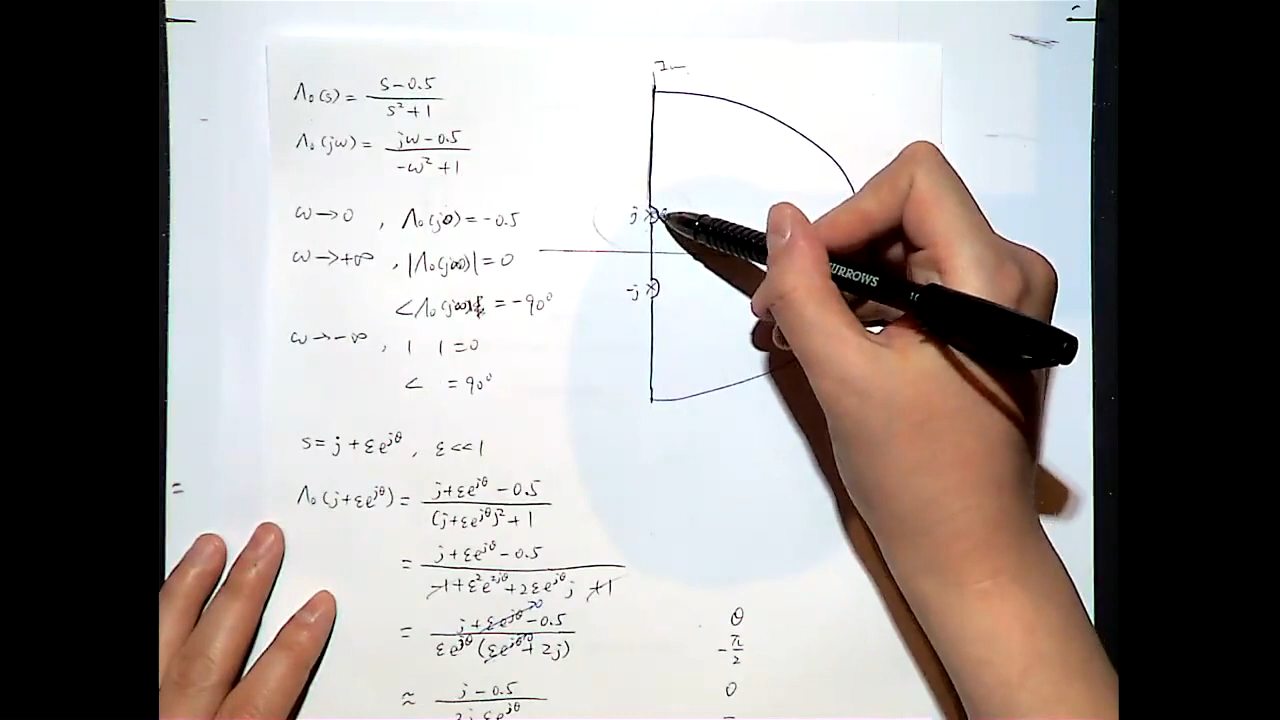 Λ₀(s) = (s-0.5)/(s²+1)
Λ₀(jω) = (jω-0.5)/(-ω²+1)
ω→0 , Λ₀(j0) = -0.5
ω→+∞ , |Λ₀(j∞)| = 0
<Λ₀(j∞) = -90°
ω→-∞ , | | = 0
< = 90°
s = j + εe^{jθ} , ε<<1
Λ₀(j+εe^{jθ}) = (j+εe^{jθ}-0.5)/((j+εe^{jθ})²+1)
= (j+εe^{jθ}-0.5)/(-1+ε²e^{2jθ}+2εe^{jθ}j+1)
= (j+εe^{jθ}-0.5)/(εe^{jθ}(εe^{jθ}+2j))
≈ (j-0.5)/(2jεe^{jθ})
Im
j
-j
θ
-π/2
0
BURROWS
=